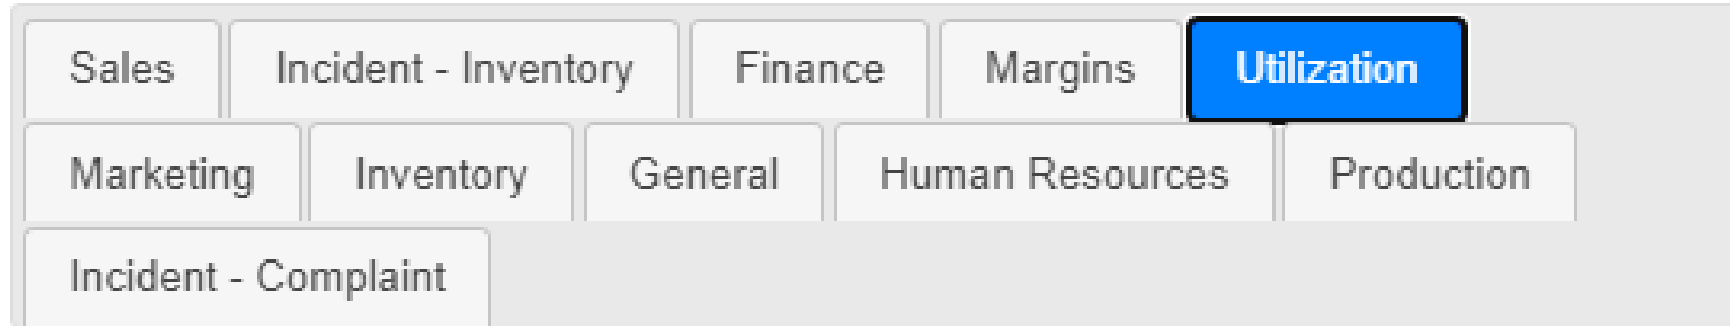 Sales Incident - Inventory Finance Margins Utilization
Marketing Inventory General Human Resources Production
Incident - Complaint